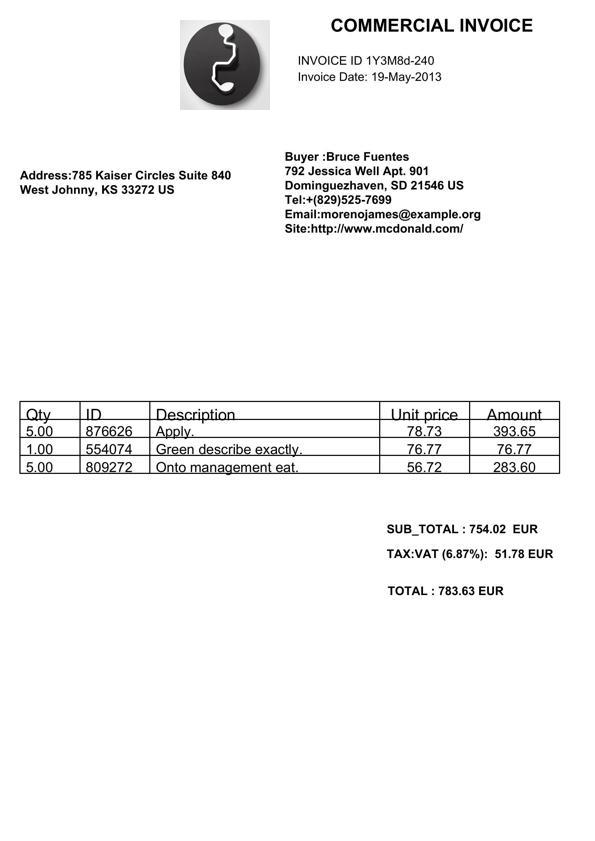 COMMERCIAL INVOICE
INVOICE ID 1Y3M8d-240
Invoice Date: 19-May-2013
Address:785 Kaiser Circles Suite 840
West Johnny, KS 33272 US
Buyer :Bruce Fuentes
792 Jessica Well Apt. 901
Dominguezhaven, SD 21546 US
Tel:+(829)525-7699
Email:morenojames@example.org
Site:http://www.mcdonald.com/
Qty ID Description Unit price Amount
5.00 876626 Apply. 78.73 393.65
1.00 554074 Green describe exactly. 76.77 76.77
5.00 809272 Onto management eat. 56.72 283.60
SUB_TOTAL : 754.02 EUR
TAX:VAT (6.87%): 51.78 EUR
TOTAL : 783.63 EUR